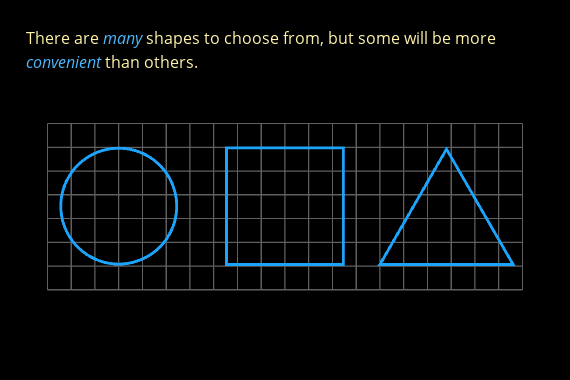 There are many shapes to choose from, but some will be more
convenient than others.